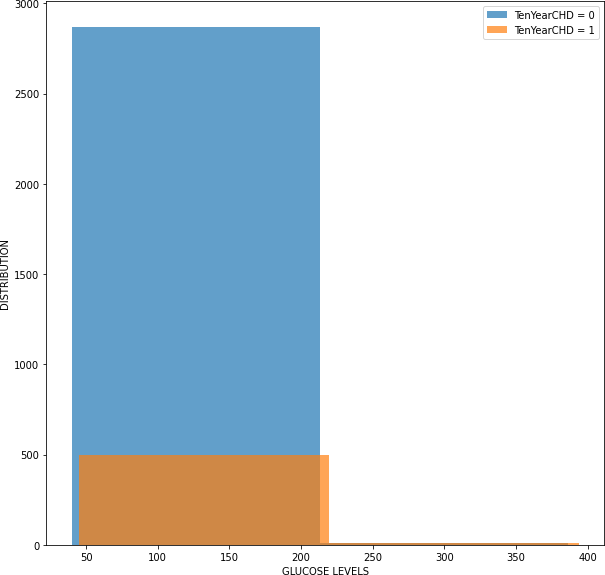 3000
TenYearCHD = 0
TenYearCHD = 1
2500
2000
DISTRIBUTION
1500
1000
500
0
50 100 150 200 250 300 350 400
GLUCOSE LEVELS